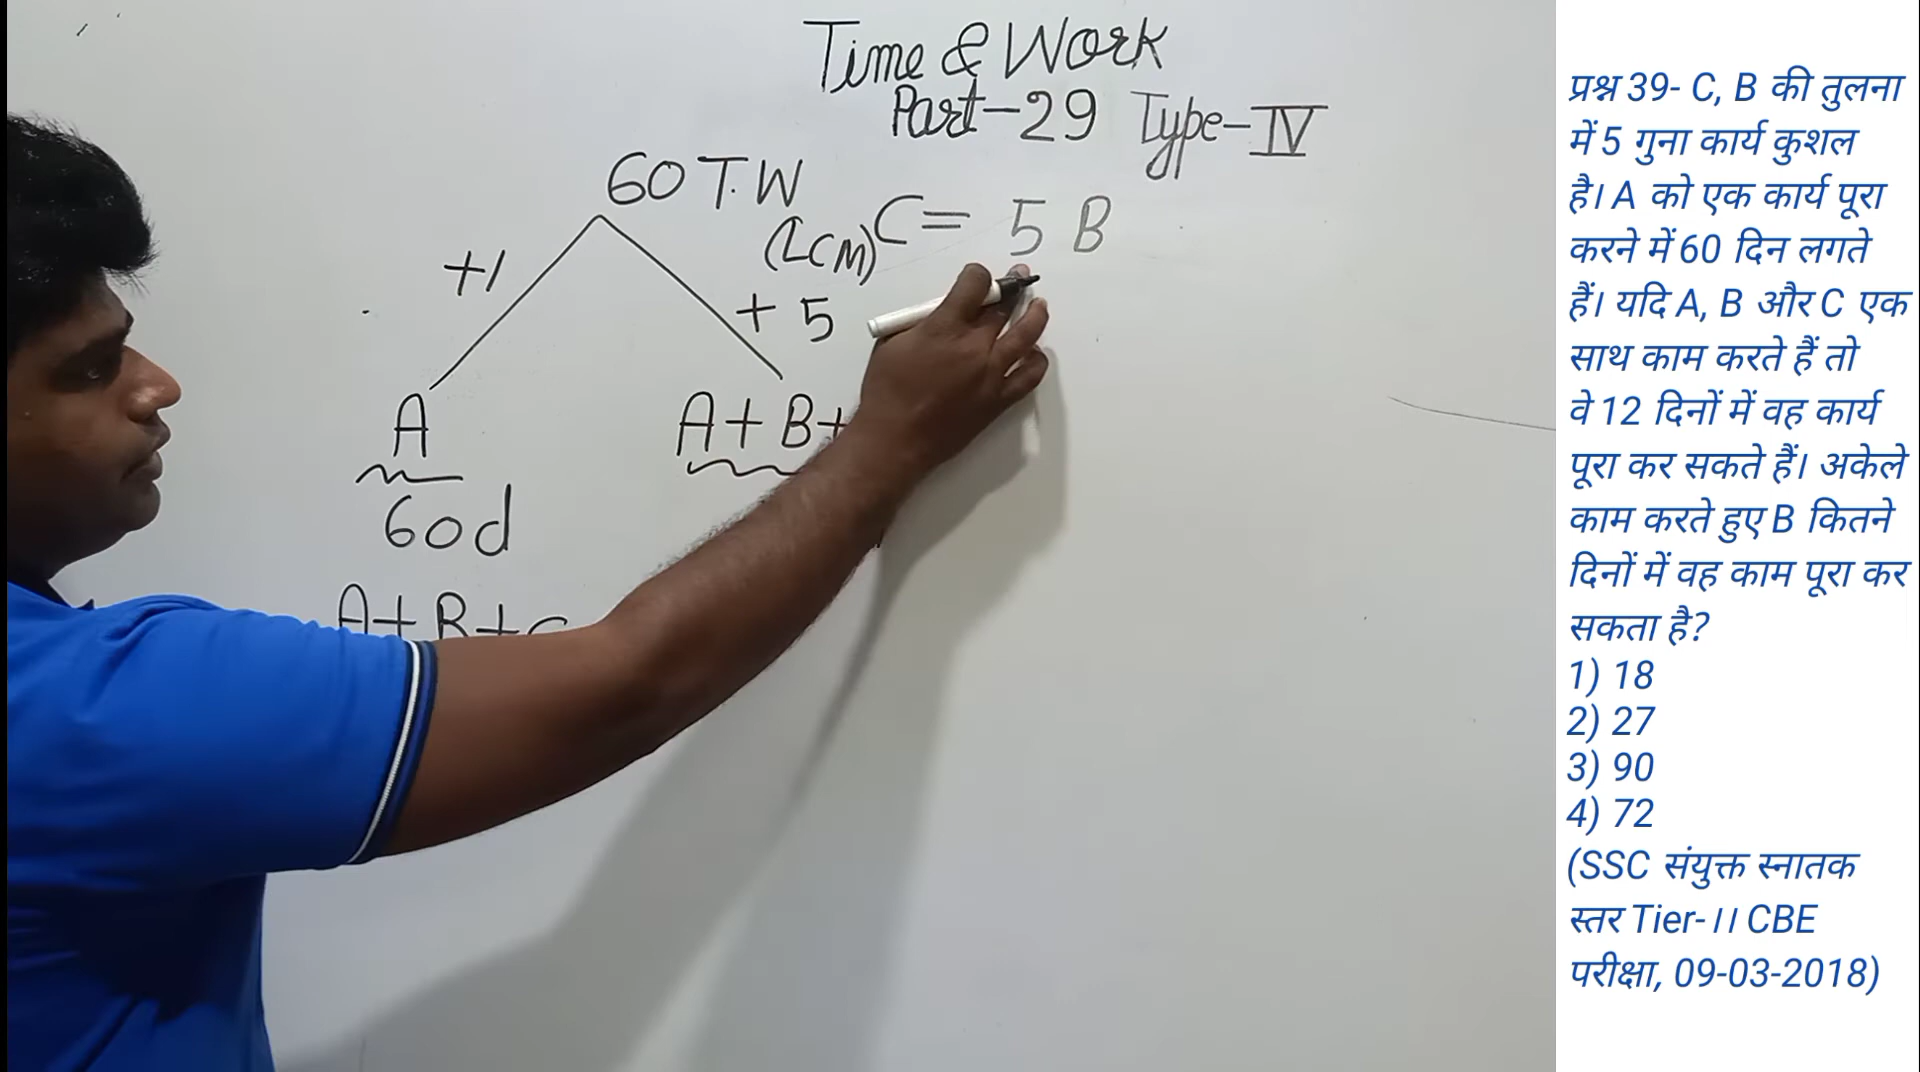 Time & Work
Part-29 Type-IV
60 T.W
(LCM)
C = 5 B
+1
+ 5
A
A+ B+
60d
A+B+C
प्रश्न 39- C, B की तुलना
में 5 गुना कार्य कुशल
है। A को एक कार्य पूरा
करने में 60 दिन लगते
हैं। यदि A, B और C एक
साथ काम करते हैं तो
वे 12 दिनों में वह कार्य
पूरा कर सकते हैं। अकेले
काम करते हुए B कितने
दिनों में वह काम पूरा कर
सकता है?
1) 18
2) 27
3) 90
4) 72
(SSC संयुक्त स्नातक
स्तर Tier-।। CBE
परीक्षा, 09-03-2018)